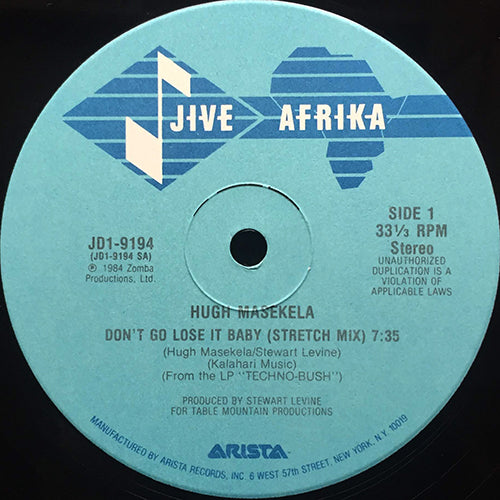 JIVE AFRIKA
JD1-9194
(JD1-9194 SA)
℗ 1984 Zomba
Productions, Ltd.
SIDE 1
33⅓ RPM
Stereo
UNAUTHORIZED
DUPLICATION IS A
VIOLATION OF
APPLICABLE LAWS
HUGH MASEKELA
DON'T GO LOSE IT BABY (STRETCH MIX) 7:35
(Hugh Masekela/Stewart Levine)
(Kalahari Music)
(From the LP "TECHNO-BUSH")
PRODUCED BY STEWART LEVINE
FOR TABLE MOUNTAIN PRODUCTIONS
ARISTA
MANUFACTURED BY ARISTA RECORDS, INC. 6 WEST 57th STREET, NEW YORK, N.Y. 10019